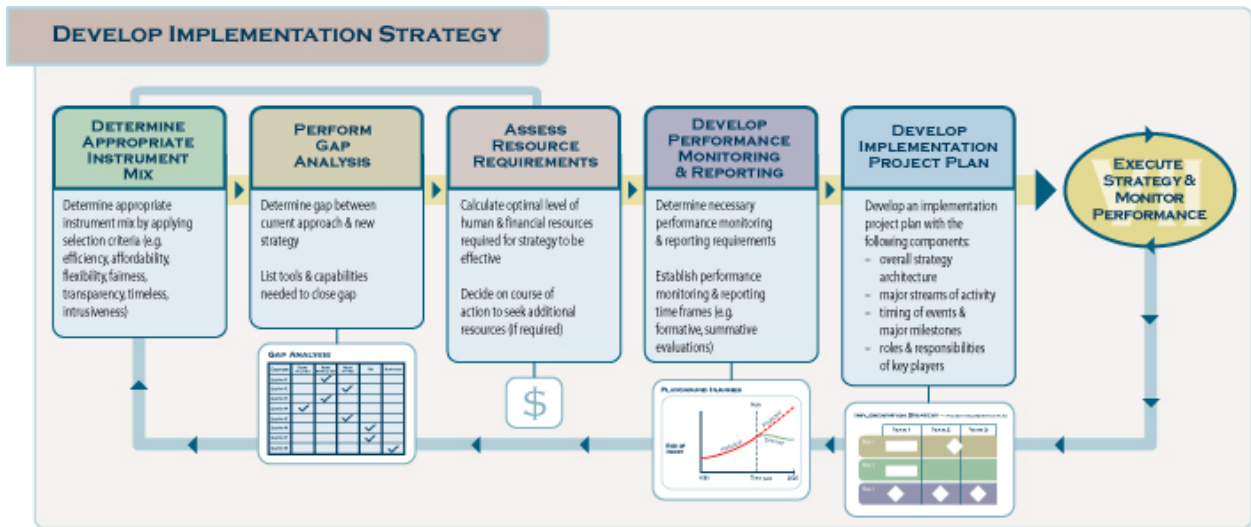 DEVELOP IMPLEMENTATION STRATEGY
DETERMINE
APPROPRIATE
INSTRUMENT
MIX
Determine appropriate
instrument mix by applying
selection criteria (e.g.
efficiency, affordability,
flexibility, fairness,
transparency, timeless,
intrusiveness)
PERFORM
GAP
ANALYSIS
Determine gap between
current approach & new
strategy
List tools & capabilities
needed to close gap
GAP ANALYSIS
ASSESS
RESOURCE
REQUIREMENTS
Calculate optimal level of
human & financial resources
required for strategy to be
effective
Decide on course of
action to seek additional
resources (if required)
$
DEVELOP
PERFORMANCE
MONITORING
& REPORTING
Determine necessary
performance monitoring
& reporting requirements
Establish performance
monitoring & reporting
time frames (e.g.
formative, summative
evaluations)
PLAYGROUND INJURIES
DEVELOP
IMPLEMENTATION
PROJECT PLAN
Develop an implementation
project plan with the
following components:
– overall strategy
architecture
– major streams of activity
– timing of events &
major milestones
– roles & responsibilities
of key players
IMPLEMENTATION STRATEGY
YEAR 1 YEAR 2 YEAR 3
VII
EXECUTE
STRATEGY &
MONITOR
PERFORMANCE